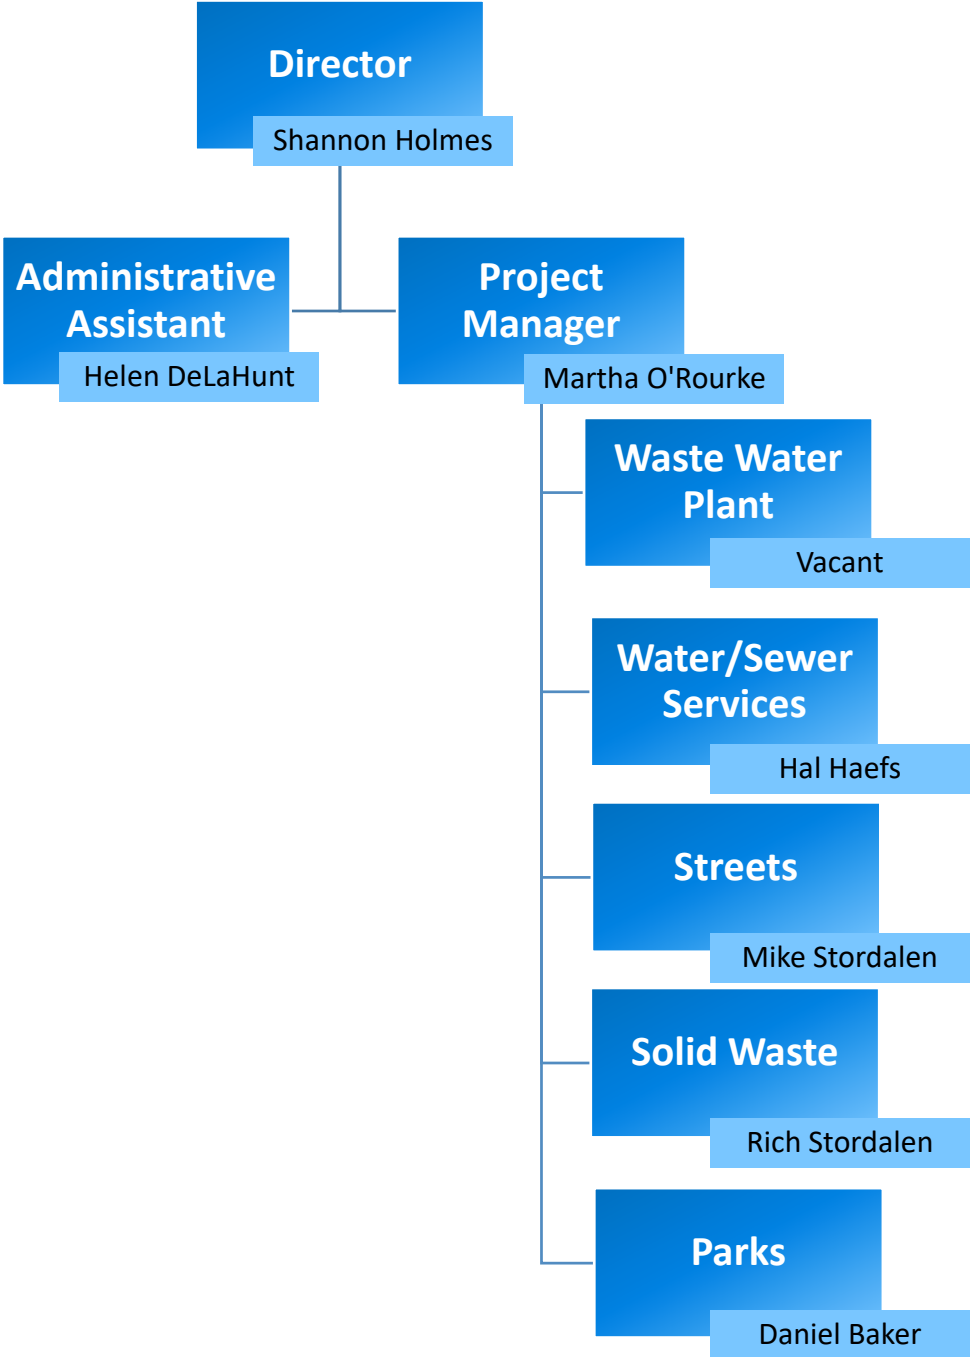 Director
Shannon Holmes
Administrative
Assistant
Helen DeLaHunt
Project
Manager
Martha O'Rourke
Waste Water
Plant
Vacant
Water/Sewer
Services
Hal Haefs
Streets
Mike Stordalen
Solid Waste
Rich Stordalen
Parks
Daniel Baker